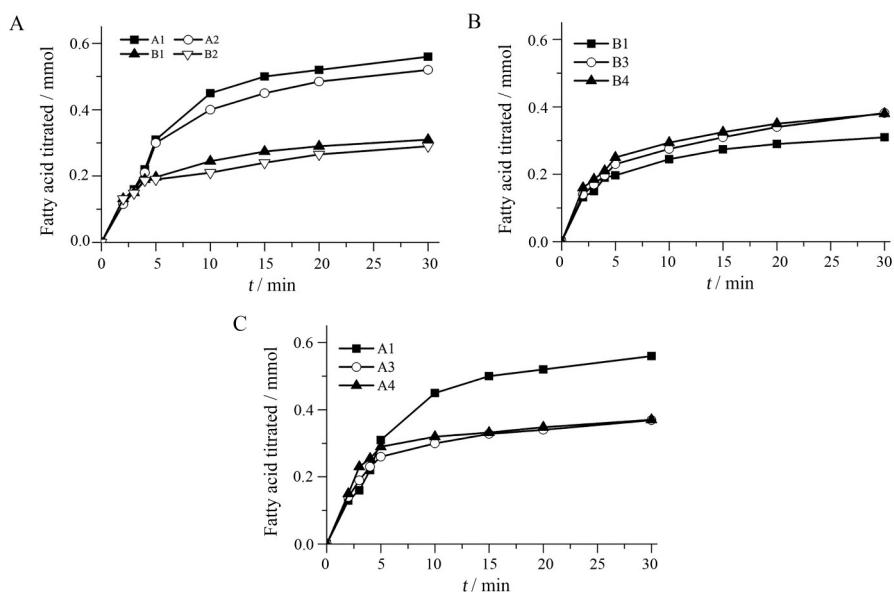 A
A1 A2
B1 B2
Fatty acid titrated / mmol
0.6
0.4
0.2
0.0
0 5 10 15 20 25 30
t / min
B
B1
B3
B4
Fatty acid titrated / mmol
0.6
0.4
0.2
0.0
0 5 10 15 20 25 30
t / min
C
A1
A3
A4
Fatty acid titrated / mmol
0.6
0.4
0.2
0.0
0 5 10 15 20 25 30
t / min